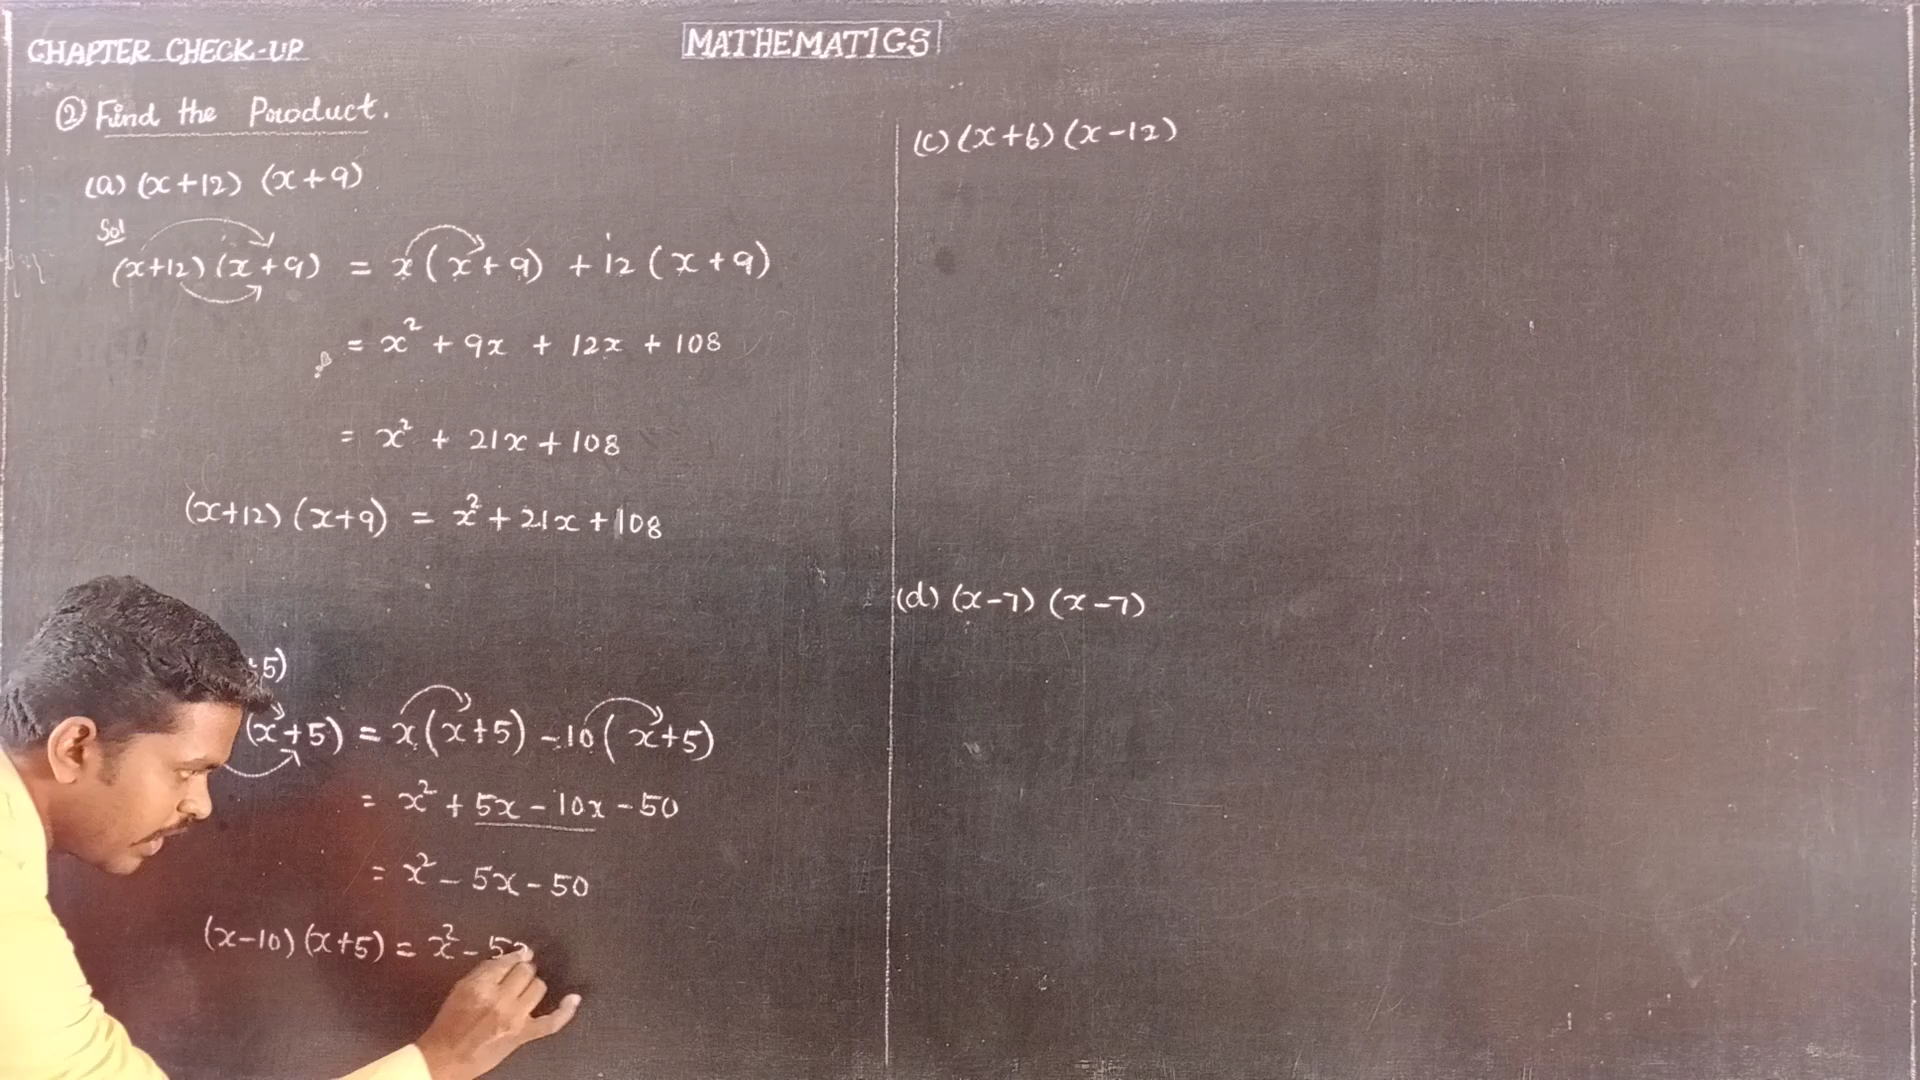 MATHEMATICS
CHAPTER CHECK-UP
② Find the Product.
(a) (x+12) (x+9)
Sol
(x+12) (x+9) = x(x+9) + 12(x+9)
= x² + 9x + 12x + 108
= x² + 21x + 108
(x+12) (x+9) = x² + 21x + 108
+5)
(x+5) = x(x+5) - 10(x+5)
= x² + 5x - 10x - 50
= x² - 5x - 50
(x-10) (x+5) = x² - 5x
(c) (x+6) (x-12)
(d) (x-7) (x-7)